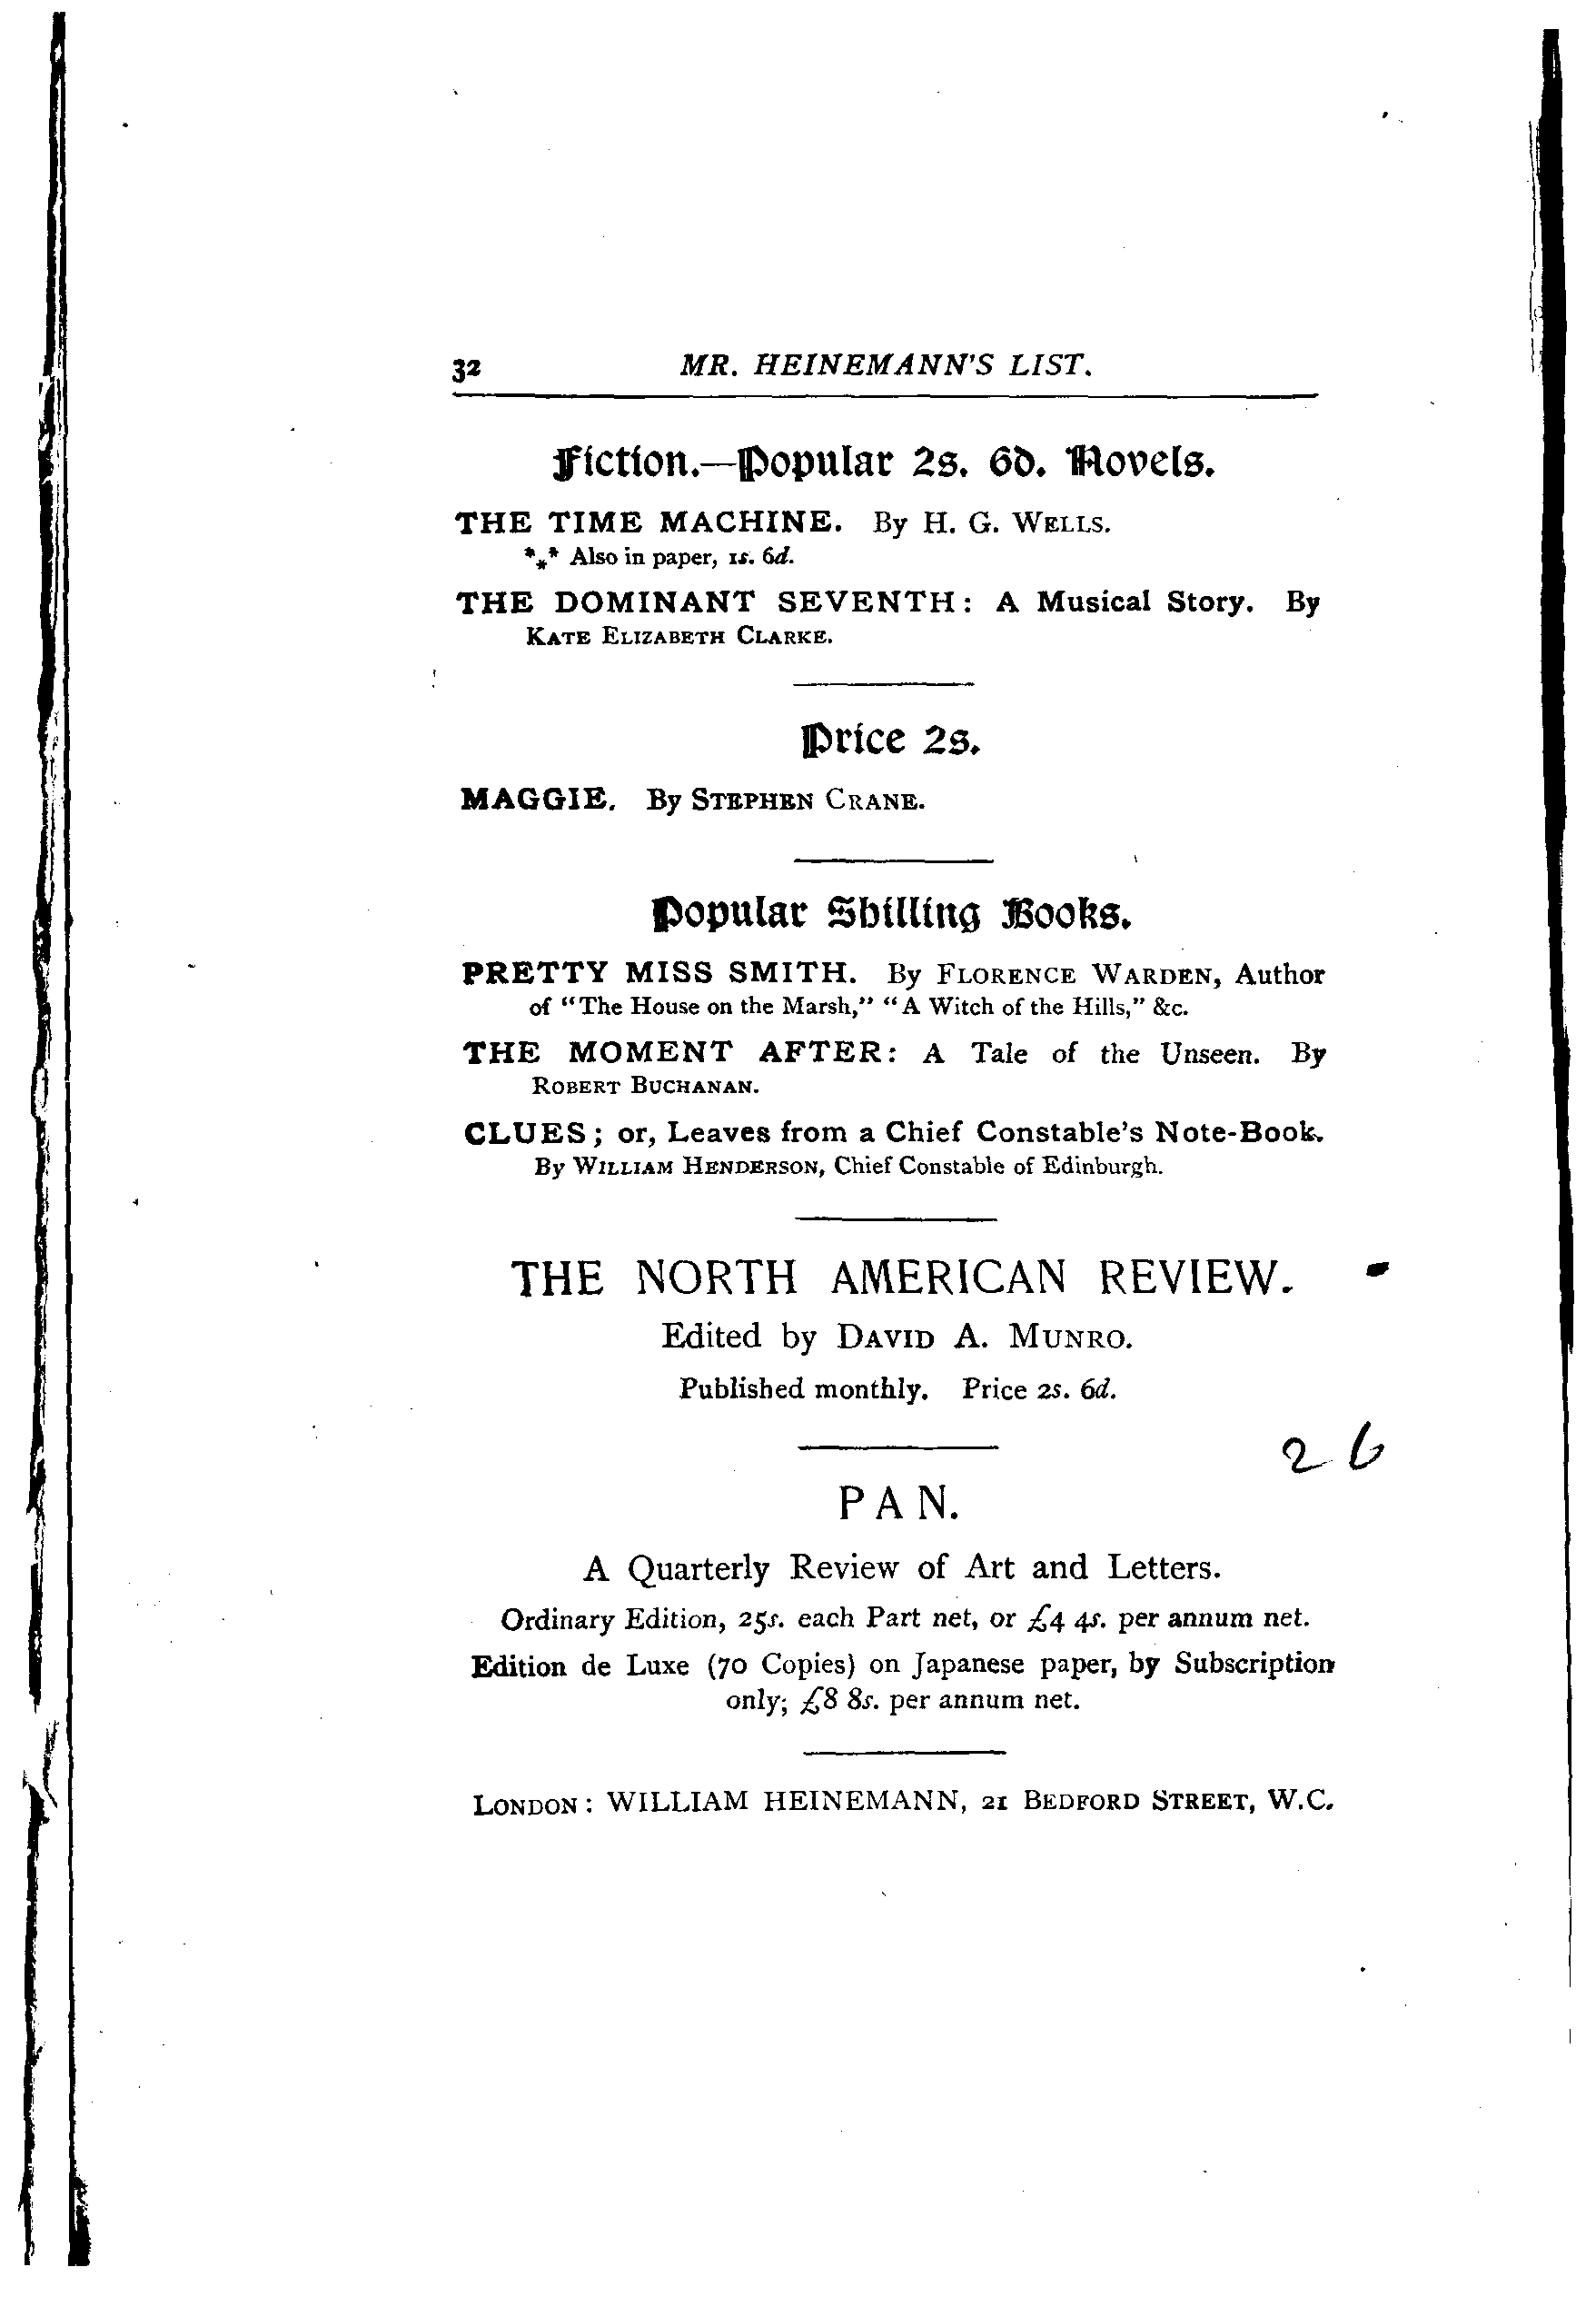 32 MR. HEINEMANN'S LIST.
Fiction.—Popular 2s. 6d. Novels.
THE TIME MACHINE. By H. G. WELLS.
*⁎* Also in paper, 1s. 6d.
THE DOMINANT SEVENTH: A Musical Story. By
KATE ELIZABETH CLARKE.
Price 2s.
MAGGIE. By STEPHEN CRANE.
Popular Shilling Books.
PRETTY MISS SMITH. By FLORENCE WARDEN, Author
of "The House on the Marsh," "A Witch of the Hills," &c.
THE MOMENT AFTER: A Tale of the Unseen. By
ROBERT BUCHANAN.
CLUES; or, Leaves from a Chief Constable's Note-Book.
By WILLIAM HENDERSON, Chief Constable of Edinburgh.
THE NORTH AMERICAN REVIEW.
Edited by DAVID A. MUNRO.
Published monthly. Price 2s. 6d.
26
PAN.
A Quarterly Review of Art and Letters.
Ordinary Edition, 25s. each Part net, or £4 4s. per annum net.
Edition de Luxe (70 Copies) on Japanese paper, by Subscription
only; £8 8s. per annum net.
LONDON: WILLIAM HEINEMANN, 21 BEDFORD STREET, W.C.